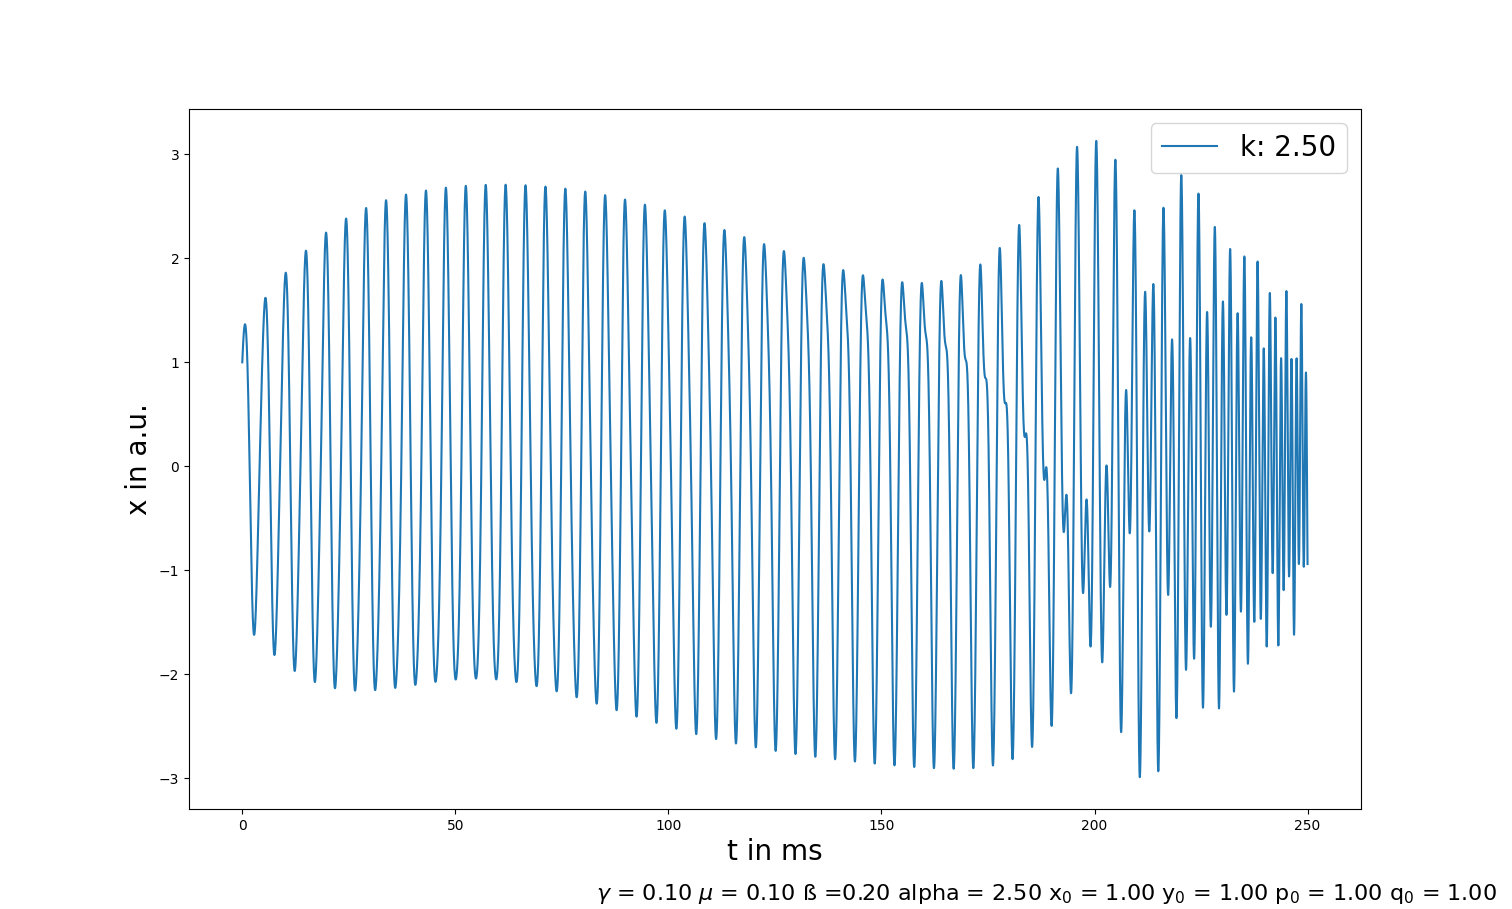 k: 2.50
3
2
1
0
−1
−2
−3
x in a.u.
0 50 100 150 200 250
t in ms
γ = 0.10 μ = 0.10 ß =0.20 alpha = 2.50 x₀ = 1.00 y₀ = 1.00 p₀ = 1.00 q₀ = 1.00